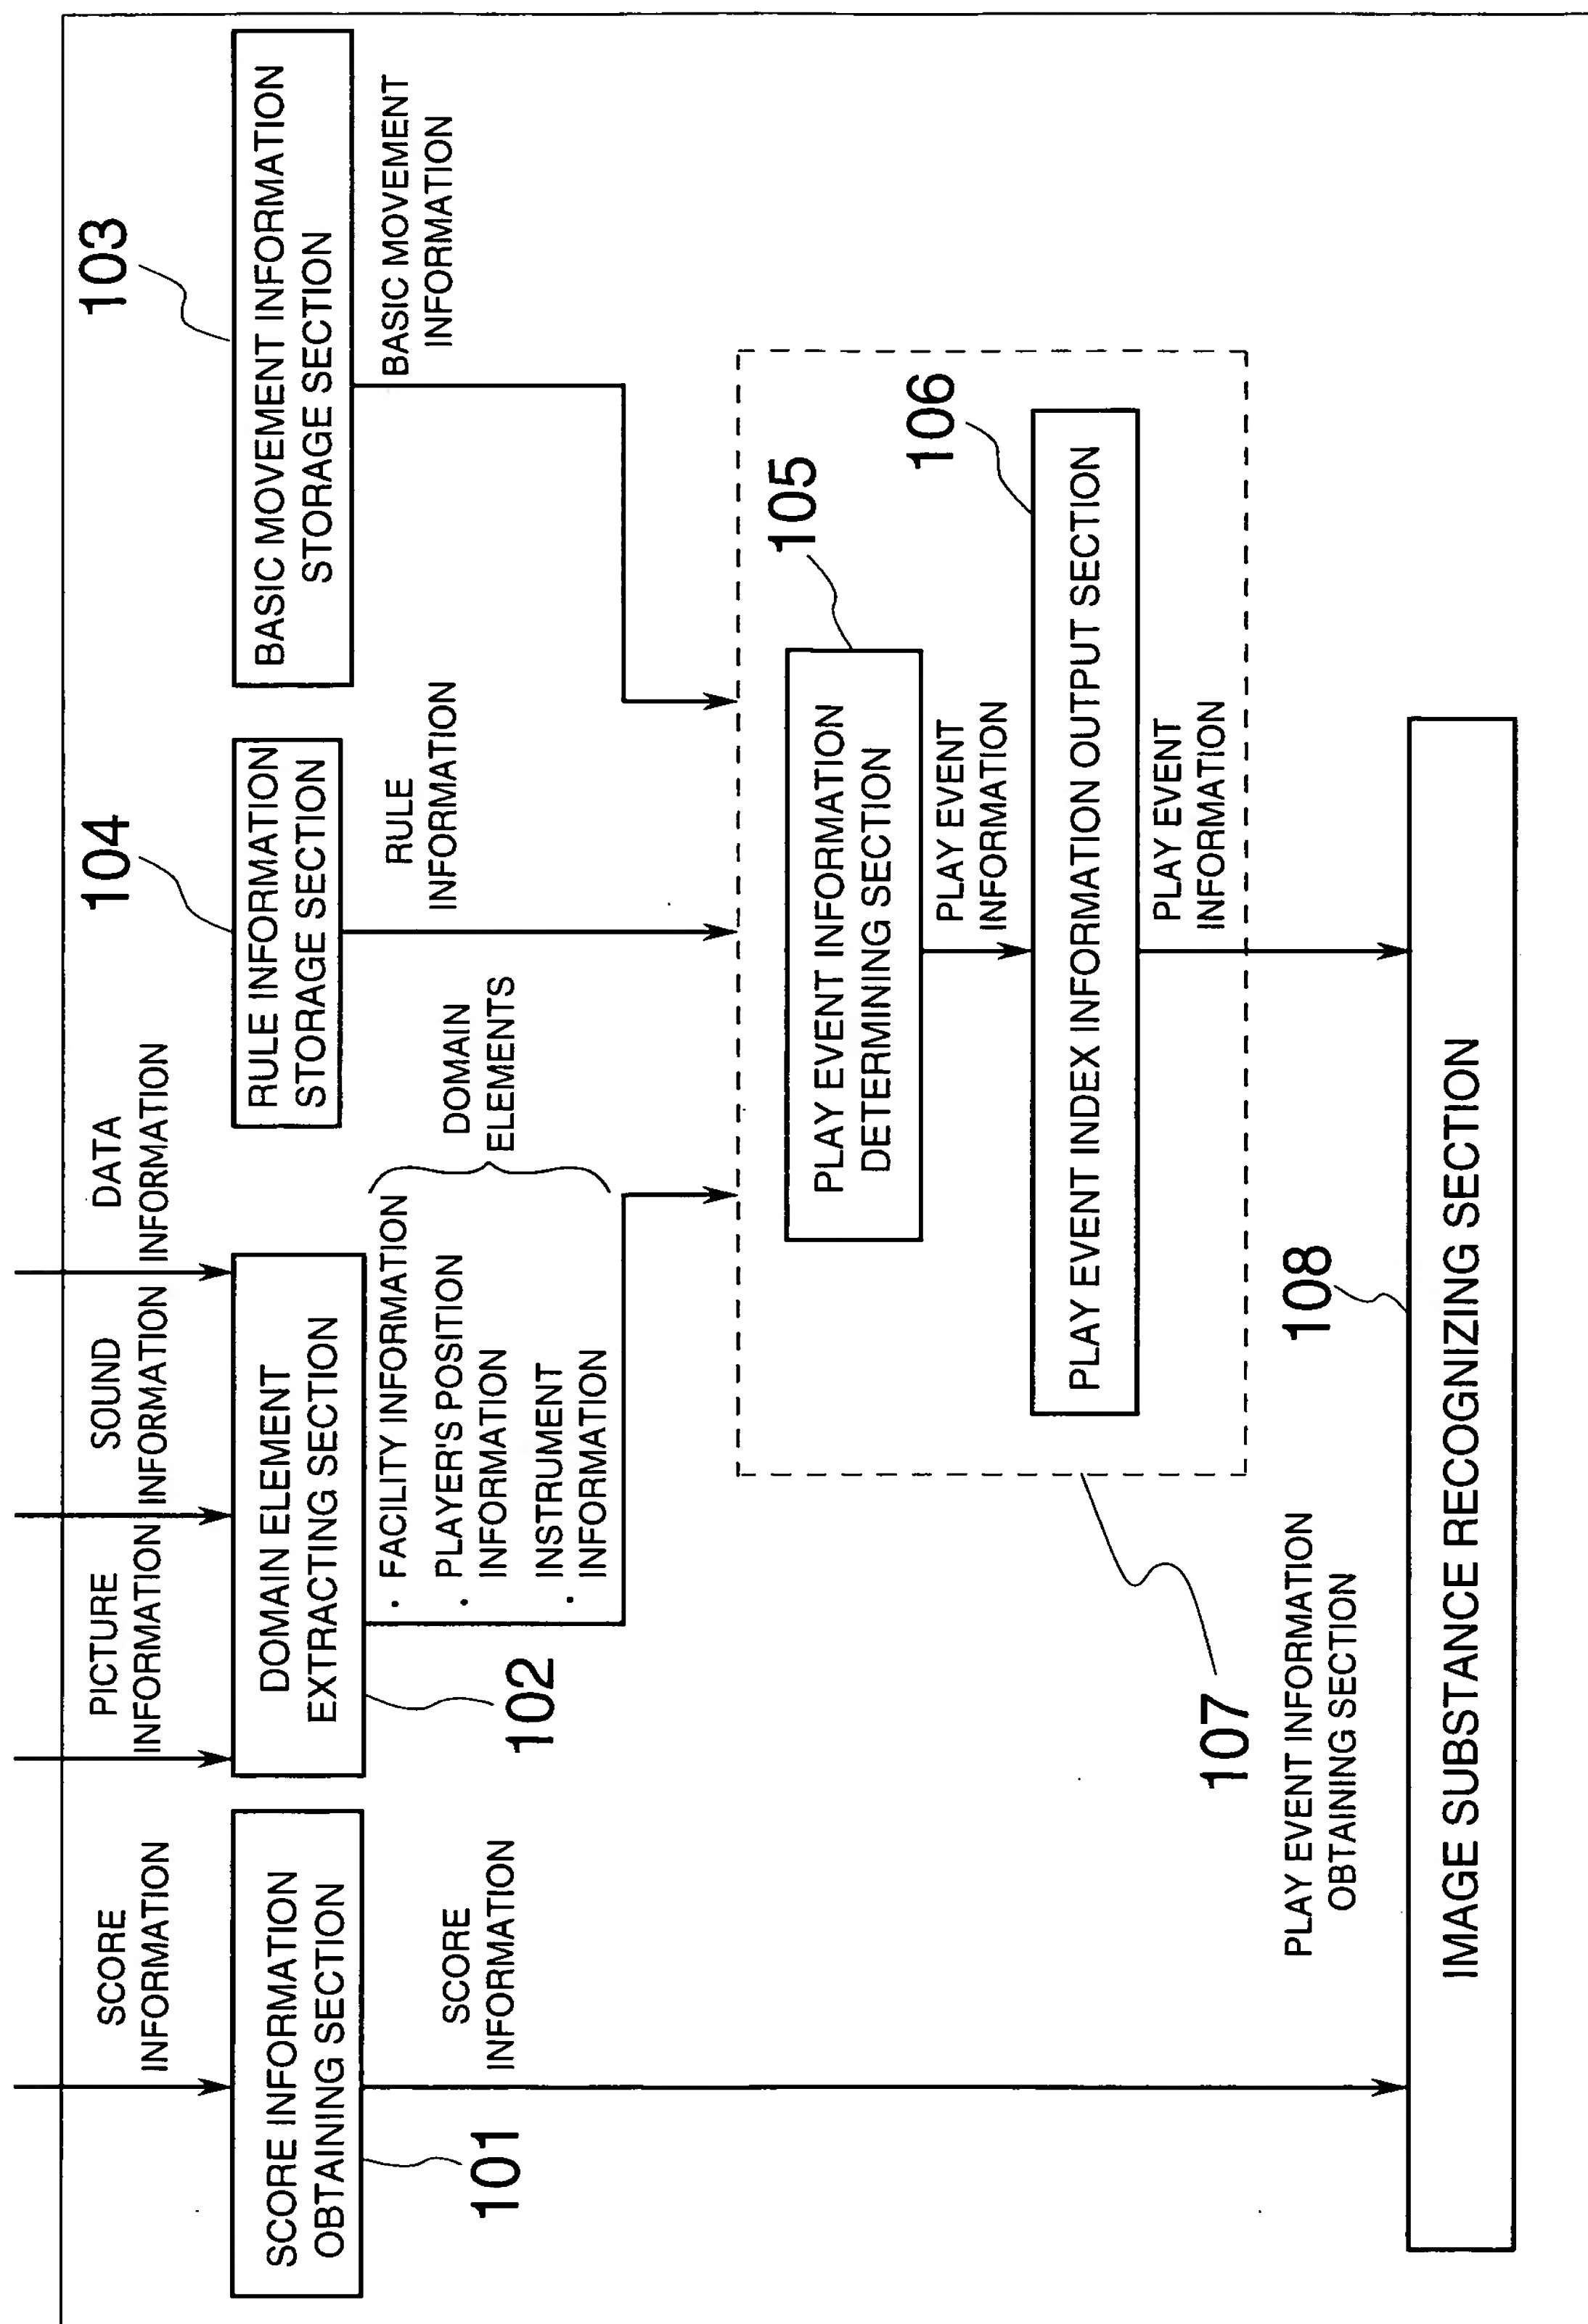 SCORE
INFORMATION
PICTURE
INFORMATION
SOUND
INFORMATION
DATA
INFORMATION
104
103
SCORE INFORMATION
OBTAINING SECTION
DOMAIN ELEMENT
EXTRACTING SECTION
RULE INFORMATION
STORAGE SECTION
BASIC MOVEMENT INFORMATION
STORAGE SECTION
101
SCORE
INFORMATION
102
· FACILITY INFORMATION
· PLAYER'S POSITION
INFORMATION
· INSTRUMENT
INFORMATION
DOMAIN
ELEMENTS
RULE
INFORMATION
BASIC MOVEMENT
INFORMATION
105
PLAY EVENT INFORMATION
DETERMINING SECTION
PLAY EVENT
INFORMATION
106
PLAY EVENT INDEX INFORMATION OUTPUT SECTION
PLAY EVENT
INFORMATION
107
PLAY EVENT INFORMATION
OBTAINING SECTION
108
IMAGE SUBSTANCE RECOGNIZING SECTION